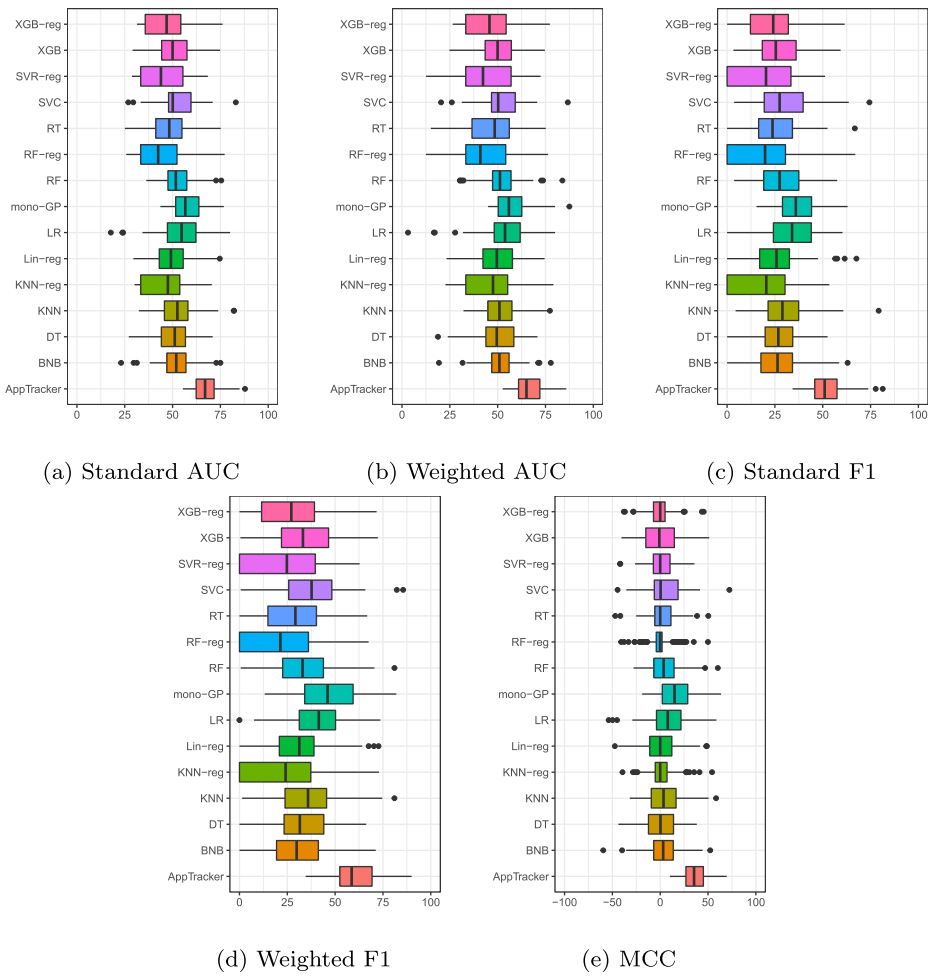 XGB-reg
XGB
SVR-reg
SVC
RT
RF-reg
RF
mono-GP
LR
Lin-reg
KNN-reg
KNN
DT
BNB
AppTracker
0 25 50 75 100
(a) Standard AUC
XGB-reg
XGB
SVR-reg
SVC
RT
RF-reg
RF
mono-GP
LR
Lin-reg
KNN-reg
KNN
DT
BNB
AppTracker
0 25 50 75 100
(b) Weighted AUC
XGB-reg
XGB
SVR-reg
SVC
RT
RF-reg
RF
mono-GP
LR
Lin-reg
KNN-reg
KNN
DT
BNB
AppTracker
0 25 50 75 100
(c) Standard F1
XGB-reg
XGB
SVR-reg
SVC
RT
RF-reg
RF
mono-GP
LR
Lin-reg
KNN-reg
KNN
DT
BNB
AppTracker
0 25 50 75 100
(d) Weighted F1
XGB-reg
XGB
SVR-reg
SVC
RT
RF-reg
RF
mono-GP
LR
Lin-reg
KNN-reg
KNN
DT
BNB
AppTracker
−100 −50 0 50 100
(e) MCC